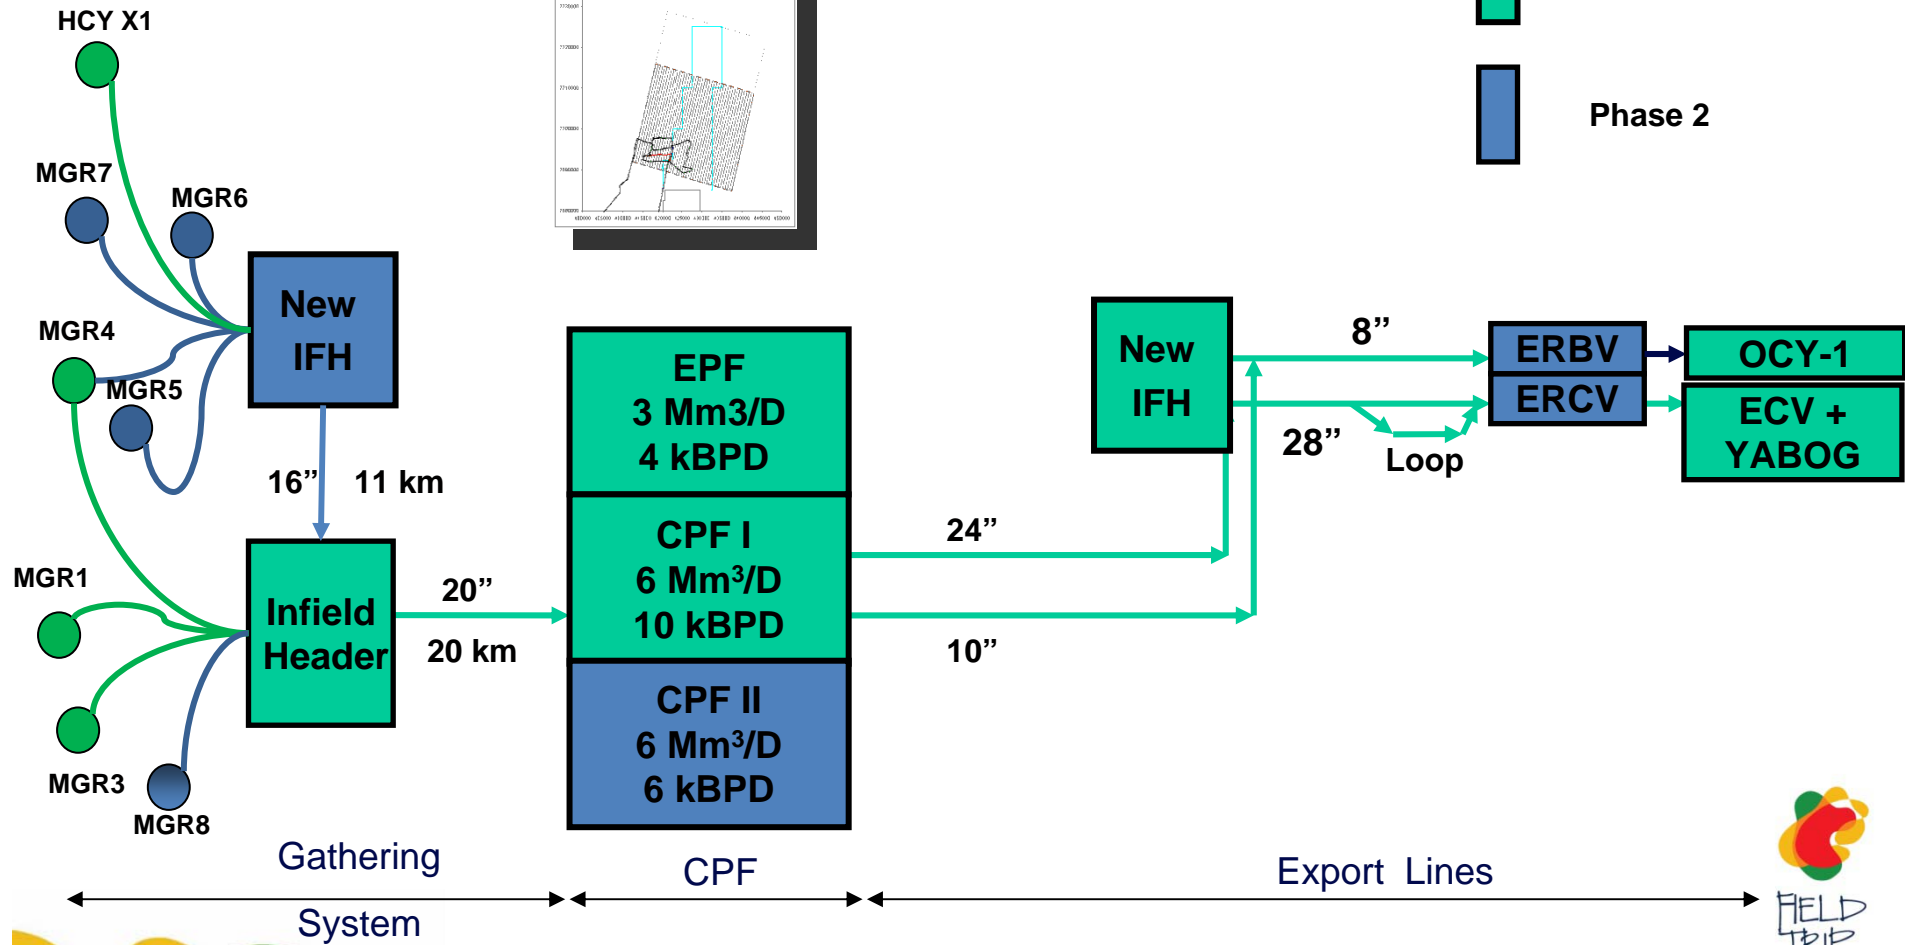 HCY X1
MGR7
MGR6
MGR4
MGR5
MGR1
MGR3
MGR8
New
IFH
16” 11 km
Infield
Header
20”
20 km
EPF
3 Mm3/D
4 kBPD
CPF I
6 Mm³/D
10 kBPD
CPF II
6 Mm³/D
6 kBPD
24”
10”
New
IFH
8”
28”
Loop
ERBV
ERCV
OCY-1
ECV +
YABOG
Phase 2
Gathering
System
CPF
Export Lines
FIELD
TRIP